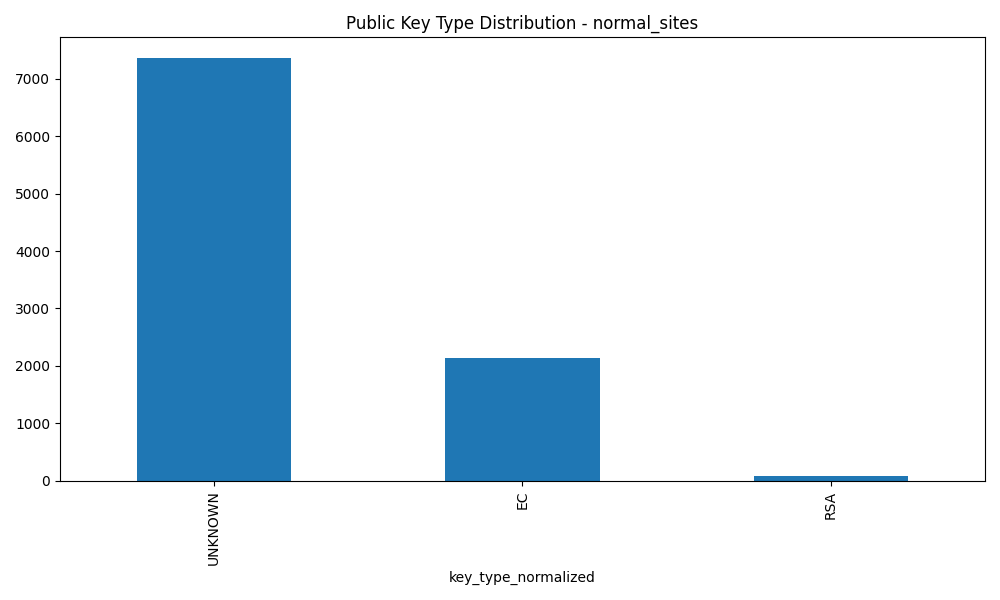 Public Key Type Distribution - normal_sites
7000
6000
5000
4000
3000
2000
1000
0
UNKNOWN
EC
RSA
key_type_normalized